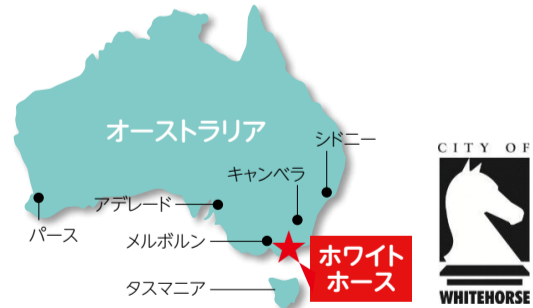 オーストラリア
シドニー
キャンベラ
アデレード
パース
メルボルン
ホワイト
ホース
タスマニア
CITY OF
WHITEHORSE